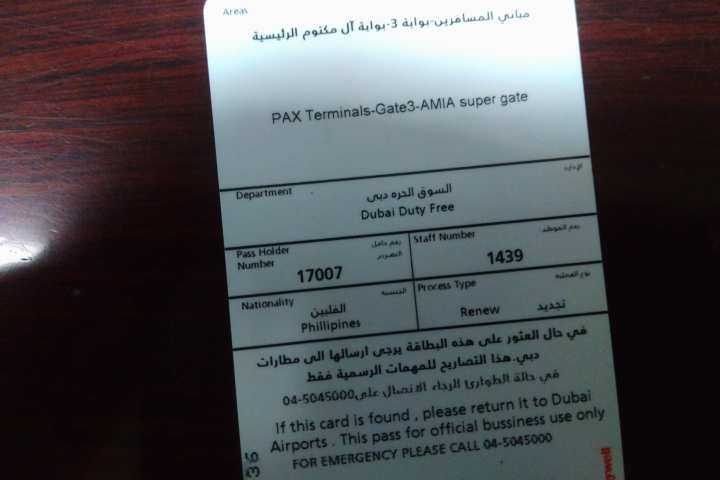 Areas
مباني المسافرين-بوابة 3-بوابة آل مكتوم الرئيسية
PAX Terminals-Gate3-AMIA super gate
Department
الإدارة
السوق الحره دبي
Dubai Duty Free
Pass Holder Number
رقم حامل التصريح
17007
Staff Number
رقم الموظف
1439
Nationality
الجنسية
الفلبين
Phillipines
Process Type
نوع العملية
Renew تجديد
في حال العثور على هذه البطاقة يرجى ارسالها الى مطارات
دبي.هذا التصاريح للمهمات الرسمية فقط
في حالة الطوارئ الرجاء الاتصال على 04-5045000
If this card is found , please return it to Dubai
Airports . This pass for official bussiness use only
FOR EMERGENCY PLEASE CALL 04-5045000
36